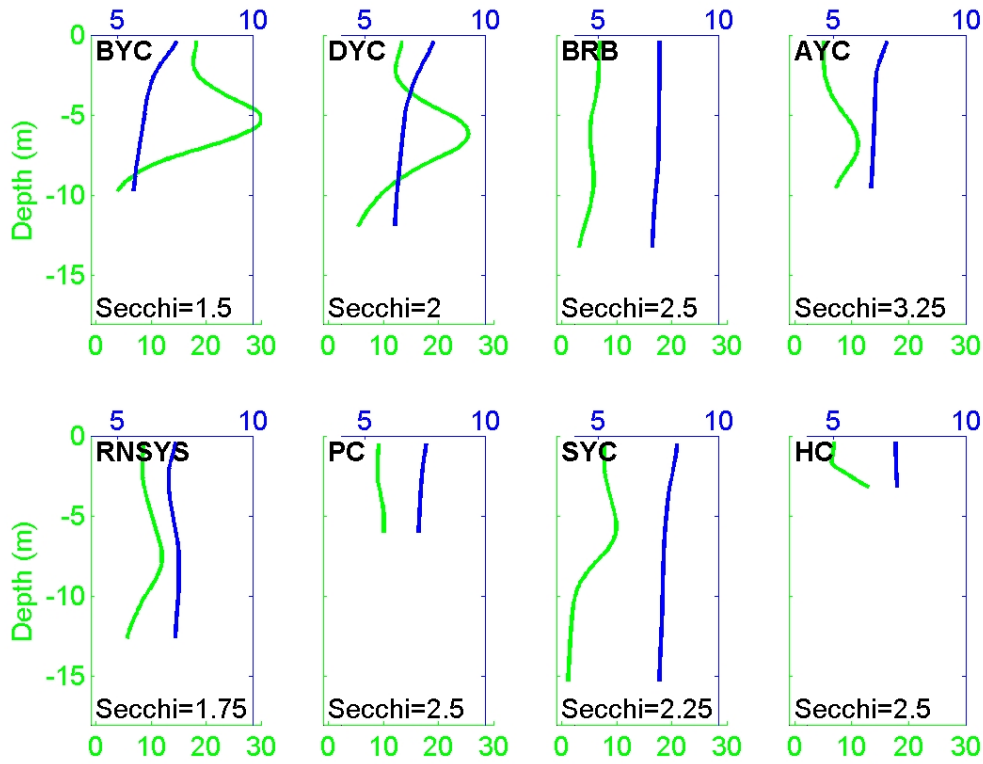 5 10 5 10 5 10 5 10
0 BYC DYC BRB AYC
-5
Depth (m)
-10
-15
Secchi=1.5 Secchi=2 Secchi=2.5 Secchi=3.25
0 10 20 30 0 10 20 30 0 10 20 30 0 10 20 30
5 10 5 10 5 10 5 10
0 RNSYS PC SYC HC
-5
Depth (m)
-10
-15
Secchi=1.75 Secchi=2.5 Secchi=2.25 Secchi=2.5
0 10 20 30 0 10 20 30 0 10 20 30 0 10 20 30